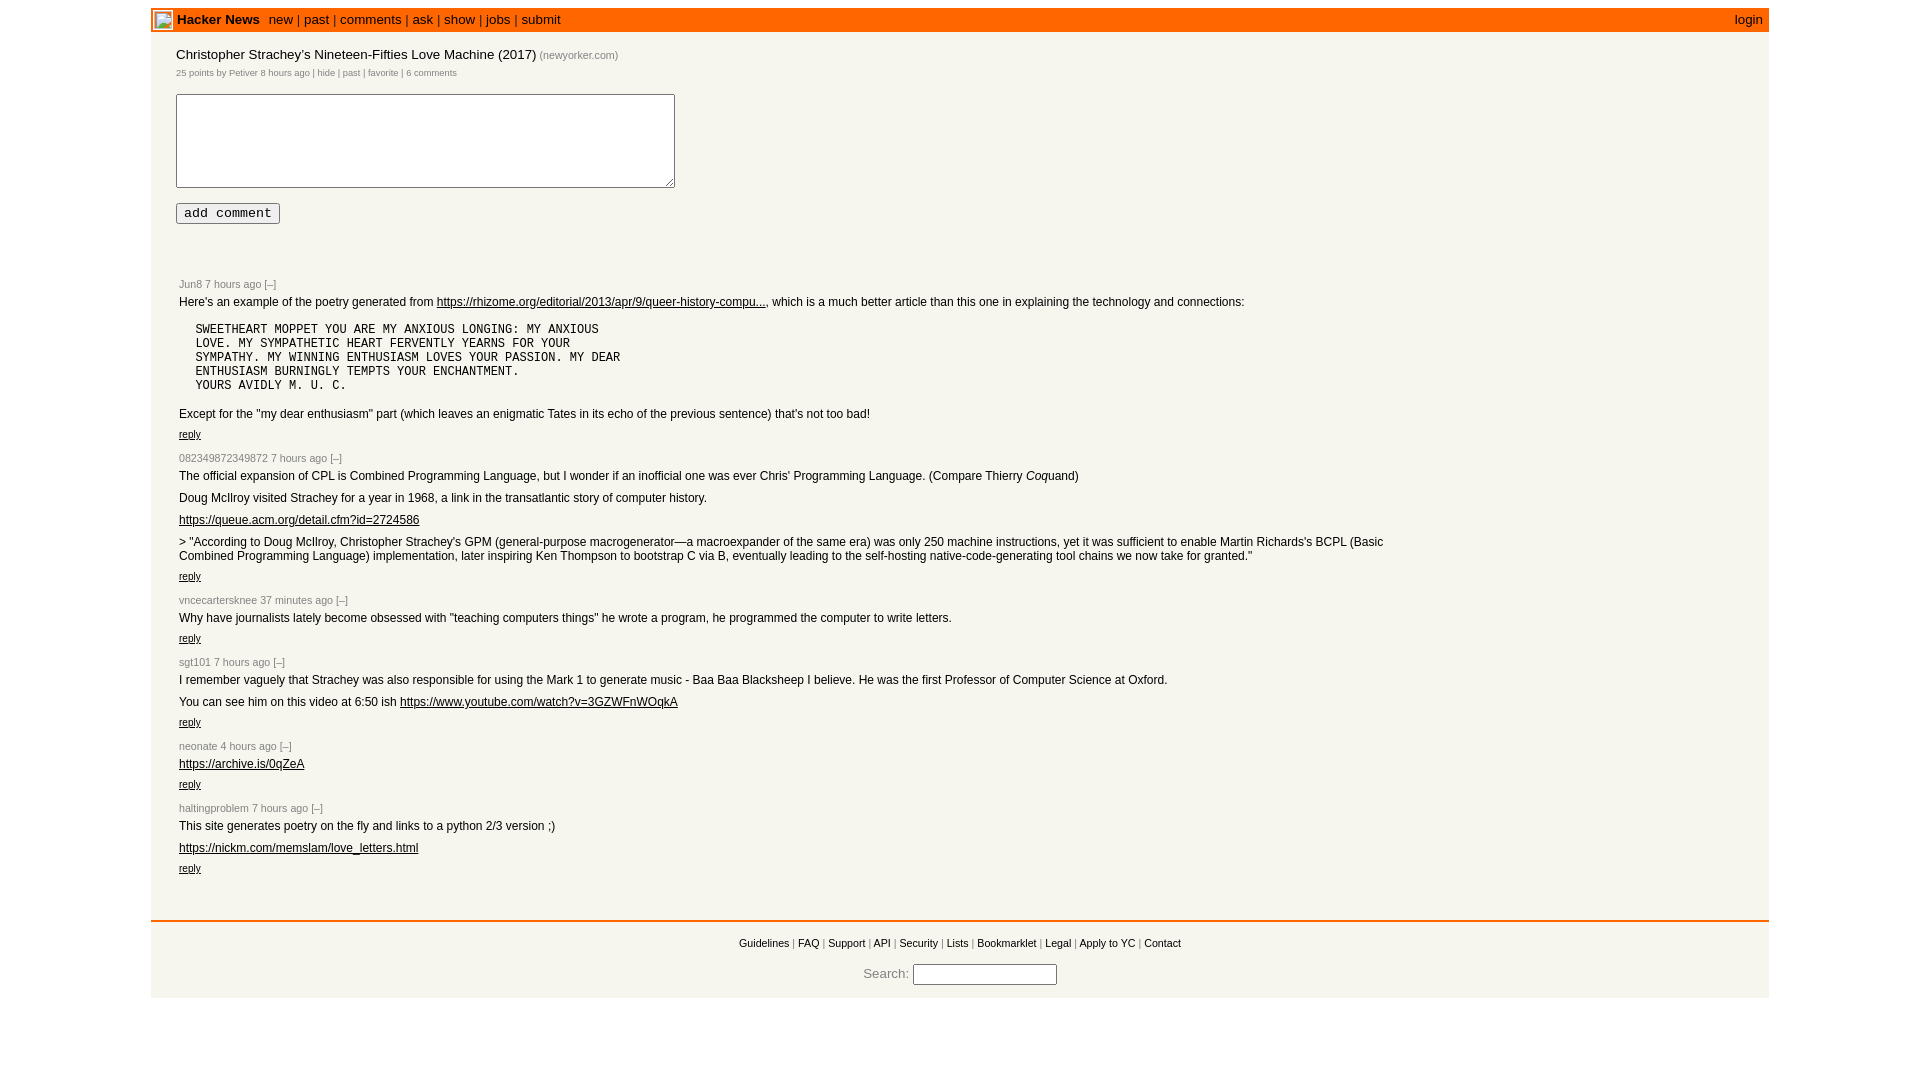 Hacker News new | past | comments | ask | show | jobs | submit login
Christopher Strachey’s Nineteen-Fifties Love Machine (2017) (newyorker.com)
25 points by Petiver 8 hours ago | hide | past | favorite | 6 comments
add comment
Jun8 7 hours ago [–]
Here's an example of the poetry generated from https://rhizome.org/editorial/2013/apr/9/queer-history-compu..., which is a much better article than this one in explaining the technology and connections:
SWEETHEART MOPPET YOU ARE MY ANXIOUS LONGING: MY ANXIOUS
LOVE. MY SYMPATHETIC HEART FERVENTLY YEARNS FOR YOUR
SYMPATHY. MY WINNING ENTHUSIASM LOVES YOUR PASSION. MY DEAR
ENTHUSIASM BURNINGLY TEMPTS YOUR ENCHANTMENT.
YOURS AVIDLY M. U. C.
Except for the "my dear enthusiasm" part (which leaves an enigmatic Tates in its echo of the previous sentence) that's not too bad!
reply
082349872349872 7 hours ago [–]
The official expansion of CPL is Combined Programming Language, but I wonder if an inofficial one was ever Chris' Programming Language. (Compare Thierry Coquand)
Doug McIlroy visited Strachey for a year in 1968, a link in the transatlantic story of computer history.
https://queue.acm.org/detail.cfm?id=2724586
> "According to Doug McIlroy, Christopher Strachey's GPM (general-purpose macrogenerator—a macroexpander of the same era) was only 250 machine instructions, yet it was sufficient to enable Martin Richards's BCPL (Basic
Combined Programming Language) implementation, later inspiring Ken Thompson to bootstrap C via B, eventually leading to the self-hosting native-code-generating tool chains we now take for granted."
reply
vncecartersknee 37 minutes ago [–]
Why have journalists lately become obsessed with "teaching computers things" he wrote a program, he programmed the computer to write letters.
reply
sgt101 7 hours ago [–]
I remember vaguely that Strachey was also responsible for using the Mark 1 to generate music - Baa Baa Blacksheep I believe. He was the first Professor of Computer Science at Oxford.
You can see him on this video at 6:50 ish https://www.youtube.com/watch?v=3GZWFnWOqkA
reply
neonate 4 hours ago [–]
https://archive.is/0qZeA
reply
haltingproblem 7 hours ago [–]
This site generates poetry on the fly and links to a python 2/3 version ;)
https://nickm.com/memslam/love_letters.html
reply
Guidelines | FAQ | Support | API | Security | Lists | Bookmarklet | Legal | Apply to YC | Contact
Search: